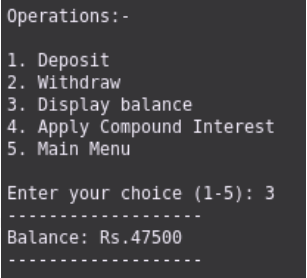 Operations:-
1. Deposit
2. Withdraw
3. Display balance
4. Apply Compound Interest
5. Main Menu
Enter your choice (1-5): 3
-------------------
Balance: Rs.47500
-------------------